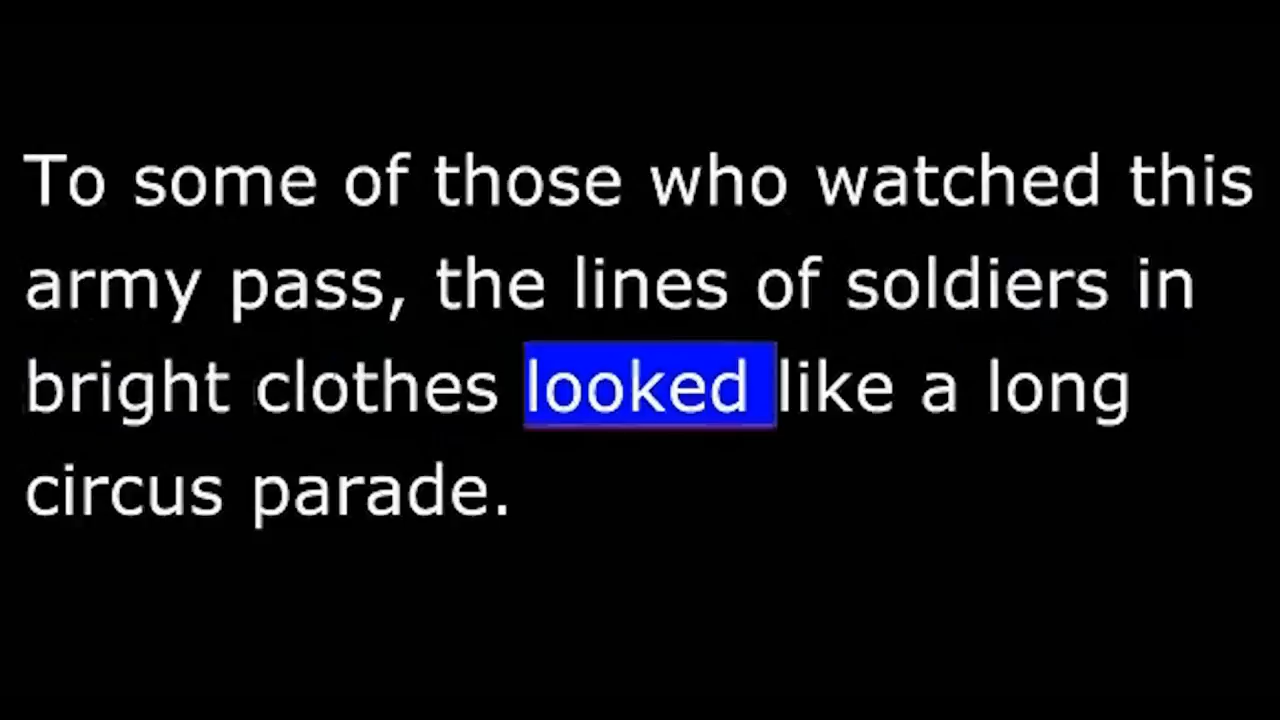 To some of those who watched this
army pass, the lines of soldiers in
bright clothes looked like a long
circus parade.